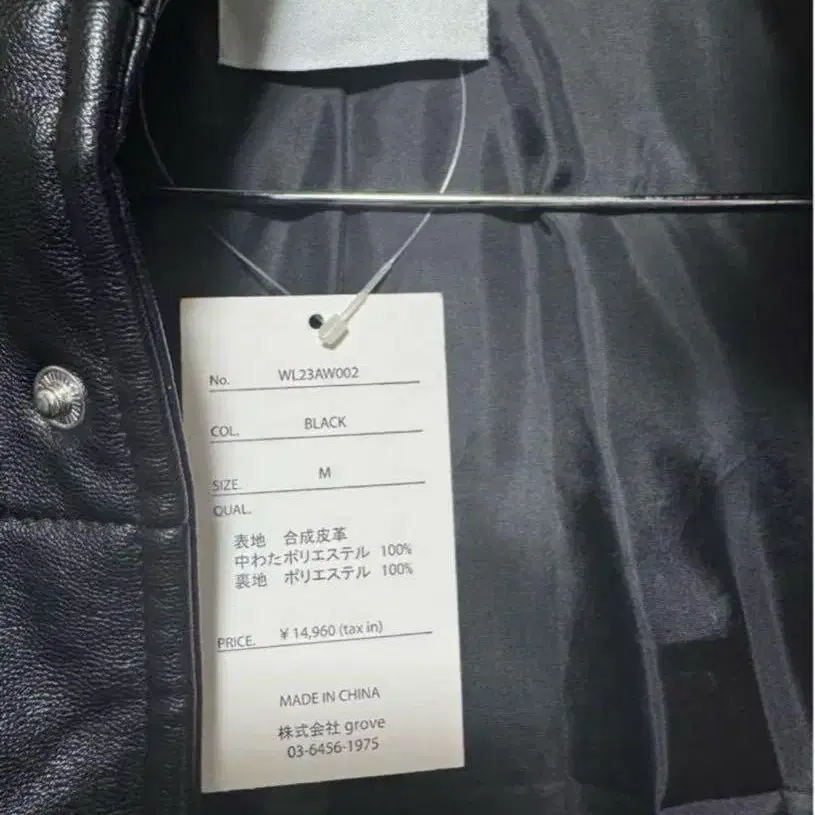 No. WL23AW002
COL. BLACK
SIZE. M
QUAL.
表地 合成皮革
中わたポリエステル 100%
裏地 ポリエステル 100%
PRICE. ¥ 14,960 (tax in)
MADE IN CHINA
株式会社 grove
03-6456-1975